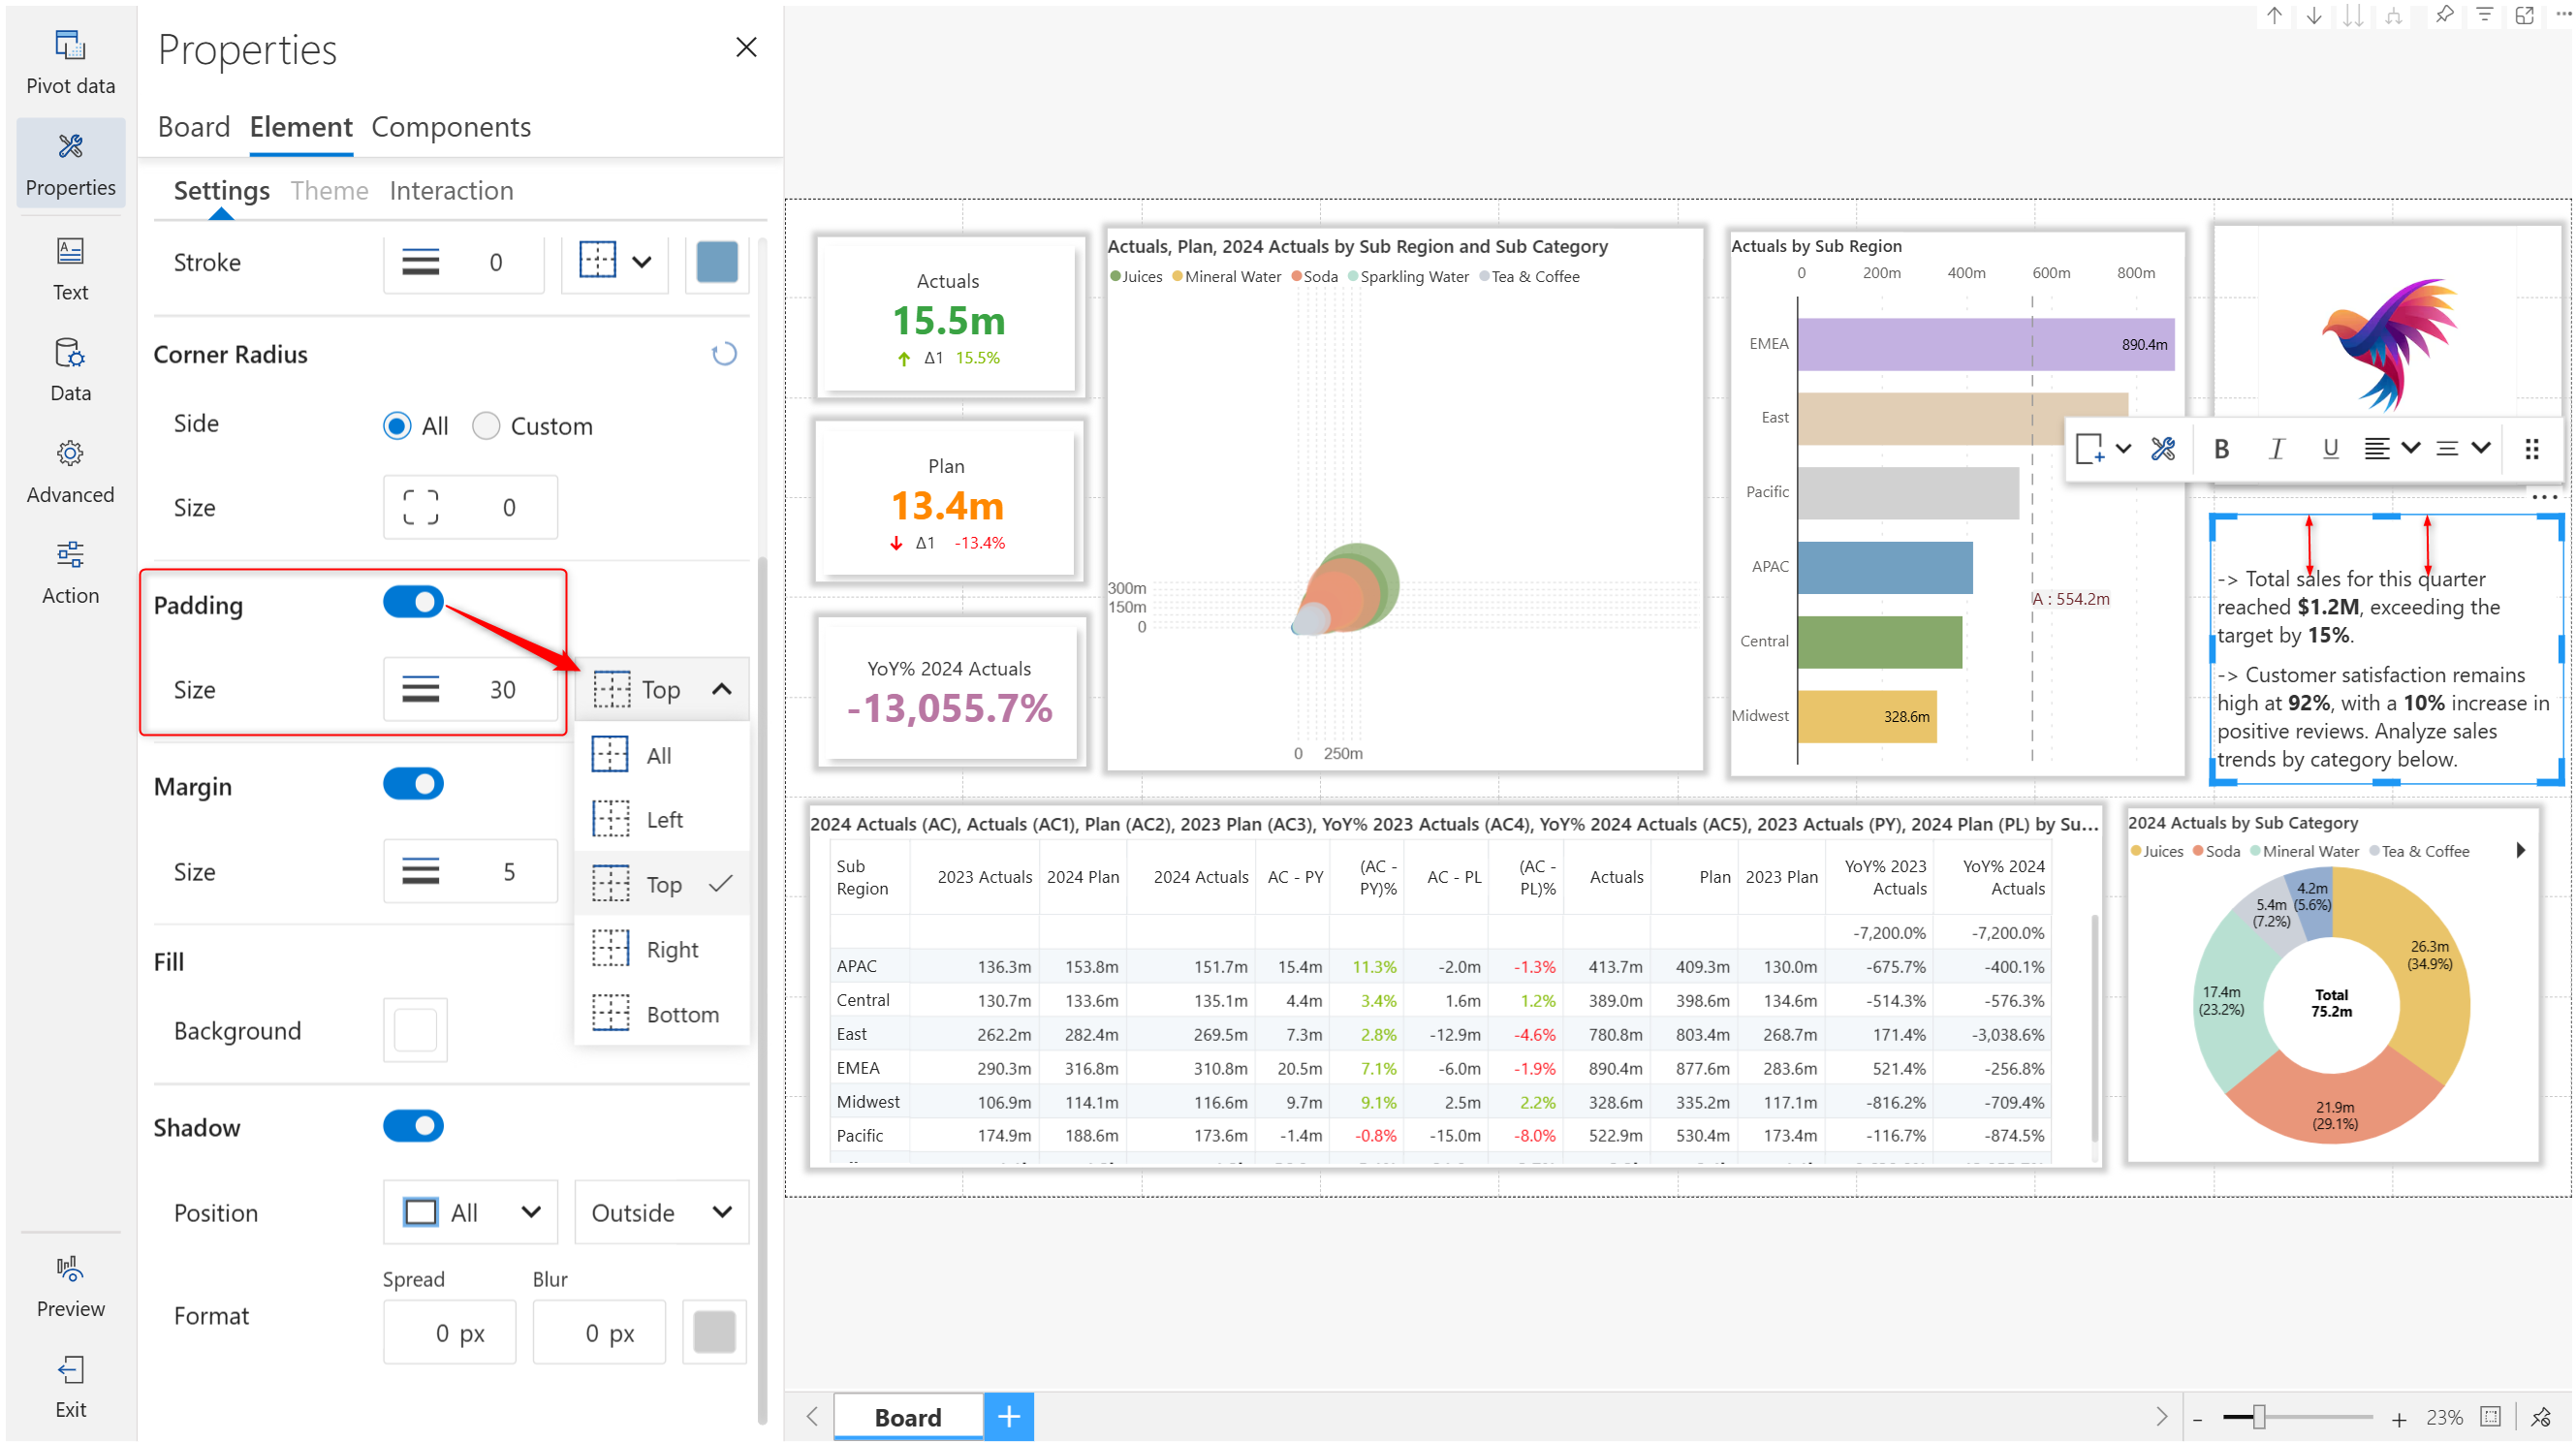 Pivot data
Properties
Text
Data
Advanced
Action
Preview
Exit
Properties
Board Element Components
Settings Theme Interaction
Stroke 0
Corner Radius
Side All Custom
Size 0
Padding
Size 30 Top
All
Left
Top
Right
Bottom
Margin
Size 5
Fill
Background
Shadow
Position All Outside
Spread Blur
Format 0 px 0 px
Actuals
15.5m
Δ1 15.5%
Plan
13.4m
Δ1 -13.4%
YoY% 2024 Actuals
-13,055.7%
Actuals, Plan, 2024 Actuals by Sub Region and Sub Category
Juices Mineral Water Soda Sparkling Water Tea & Coffee
300m
150m
0
0 250m
Actuals by Sub Region
0 200m 400m 600m 800m
EMEA 890.4m
East
Pacific
APAC
A : 554.2m
Central
Midwest 328.6m
B I U
-> Total sales for this quarter
reached $1.2M, exceeding the
target by 15%.
-> Customer satisfaction remains
high at 92%, with a 10% increase in
positive reviews. Analyze sales
trends by category below.
2024 Actuals (AC), Actuals (AC1), Plan (AC2), 2023 Plan (AC3), YoY% 2023 Actuals (AC4), YoY% 2024 Actuals (AC5), 2023 Actuals (PY), 2024 Plan (PL) by Su...
Sub Region 2023 Actuals 2024 Plan 2024 Actuals AC - PY (AC - PY)% AC - PL (AC - PL)% Actuals Plan 2023 Plan YoY% 2023 Actuals YoY% 2024 Actuals
-7,200.0% -7,200.0%
APAC 136.3m 153.8m 151.7m 15.4m 11.3% -2.0m -1.3% 413.7m 409.3m 130.0m -675.7% -400.1%
Central 130.7m 133.6m 135.1m 4.4m 3.4% 1.6m 1.2% 389.0m 398.6m 134.6m -514.3% -576.3%
East 262.2m 282.4m 269.5m 7.3m 2.8% -12.9m -4.6% 780.8m 803.4m 268.7m 171.4% -3,038.6%
EMEA 290.3m 316.8m 310.8m 20.5m 7.1% -6.0m -1.9% 890.4m 877.6m 283.6m 521.4% -256.8%
Midwest 106.9m 114.1m 116.6m 9.7m 9.1% 2.5m 2.2% 328.6m 335.2m 117.1m -816.2% -709.4%
Pacific 174.9m 188.6m 173.6m -1.4m -0.8% -15.0m -8.0% 522.9m 530.4m 173.4m -116.7% -874.5%
2024 Actuals by Sub Category
Juices Soda Mineral Water Tea & Coffee
4.2m
(5.6%)
5.4m
(7.2%)
26.3m
(34.9%)
17.4m
(23.2%)
Total
75.2m
21.9m
(29.1%)
Board +
- + 23%